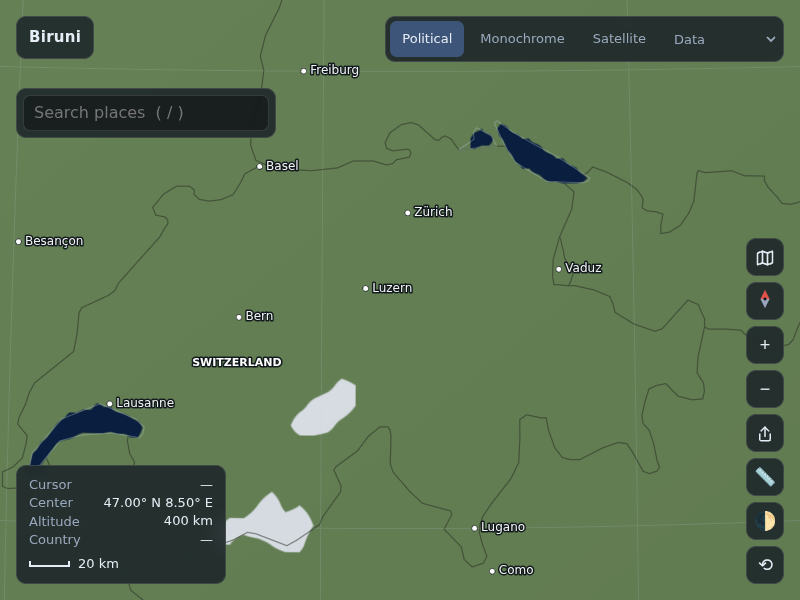 Biruni
Political Monochrome Satellite Data
Freiburg
Search places ( / )
Basel
Zürich
Besançon
Vaduz
Luzern
Bern
SWITZERLAND
Lausanne
Cursor —
Center 47.00° N 8.50° E
Altitude 400 km
Country —
20 km
Lugano
Como
+
−